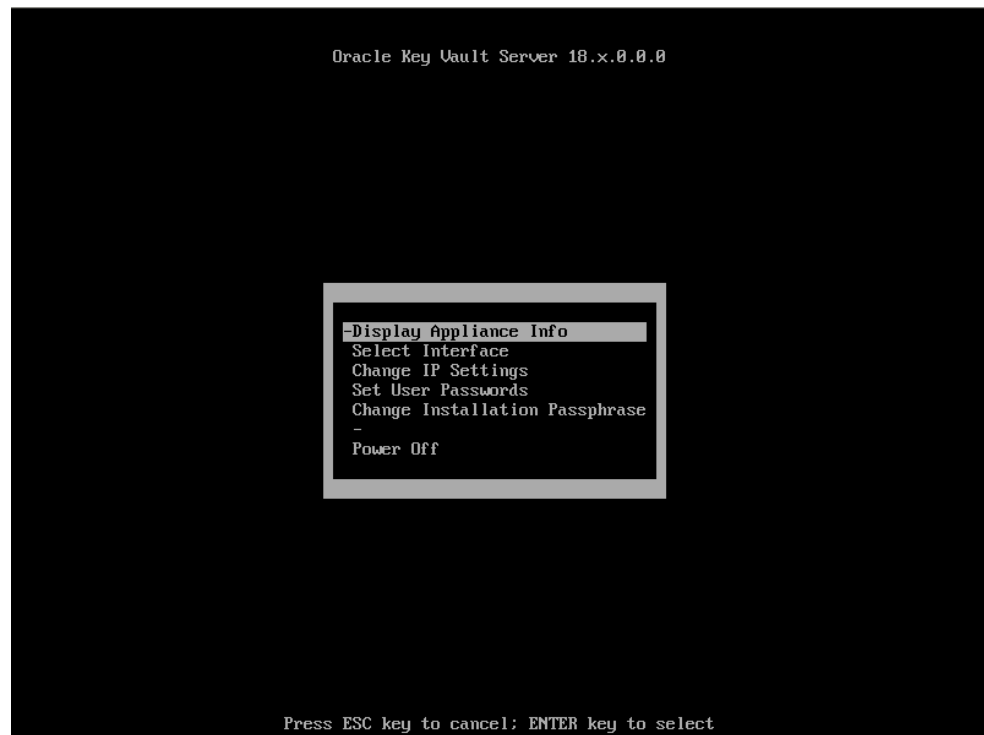 Oracle Key Vault Server 18.x.0.0.0
-Display Appliance Info
Select Interface
Change IP Settings
Set User Passwords
Change Installation Passphrase
-
Power Off
Press ESC key to cancel; ENTER key to select